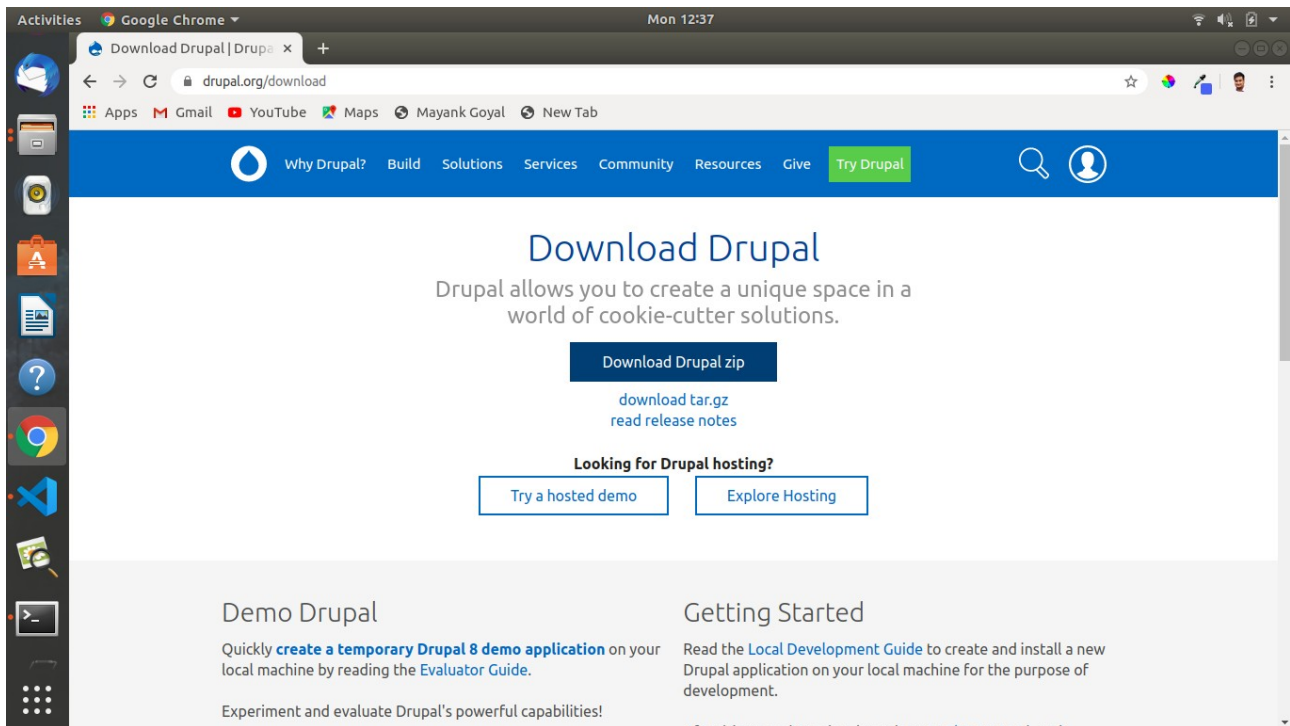 Activities Google Chrome Mon 12:37
Download Drupal | Drupa
drupal.org/download
Apps Gmail YouTube Maps Mayank Goyal New Tab
Why Drupal? Build Solutions Services Community Resources Give Try Drupal
Download Drupal
Drupal allows you to create a unique space in a
world of cookie-cutter solutions.
Download Drupal zip
download tar.gz
read release notes
Looking for Drupal hosting?
Try a hosted demo Explore Hosting
Demo Drupal
Quickly create a temporary Drupal 8 demo application on your
local machine by reading the Evaluator Guide.
Experiment and evaluate Drupal's powerful capabilities!
Getting Started
Read the Local Development Guide to create and install a new
Drupal application on your local machine for the purpose of
development.